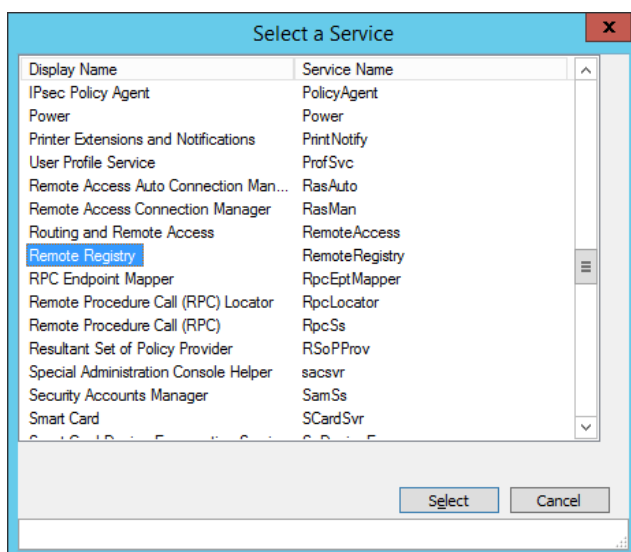 Select a Service
x
Display Name Service Name
IPsec Policy Agent PolicyAgent
Power Power
Printer Extensions and Notifications PrintNotify
User Profile Service ProfSvc
Remote Access Auto Connection Man... RasAuto
Remote Access Connection Manager RasMan
Routing and Remote Access RemoteAccess
Remote Registry RemoteRegistry
RPC Endpoint Mapper RpcEptMapper
Remote Procedure Call (RPC) Locator RpcLocator
Remote Procedure Call (RPC) RpcSs
Resultant Set of Policy Provider RSoPProv
Special Administration Console Helper sacsvr
Security Accounts Manager SamSs
Smart Card SCardSvr
Select Cancel